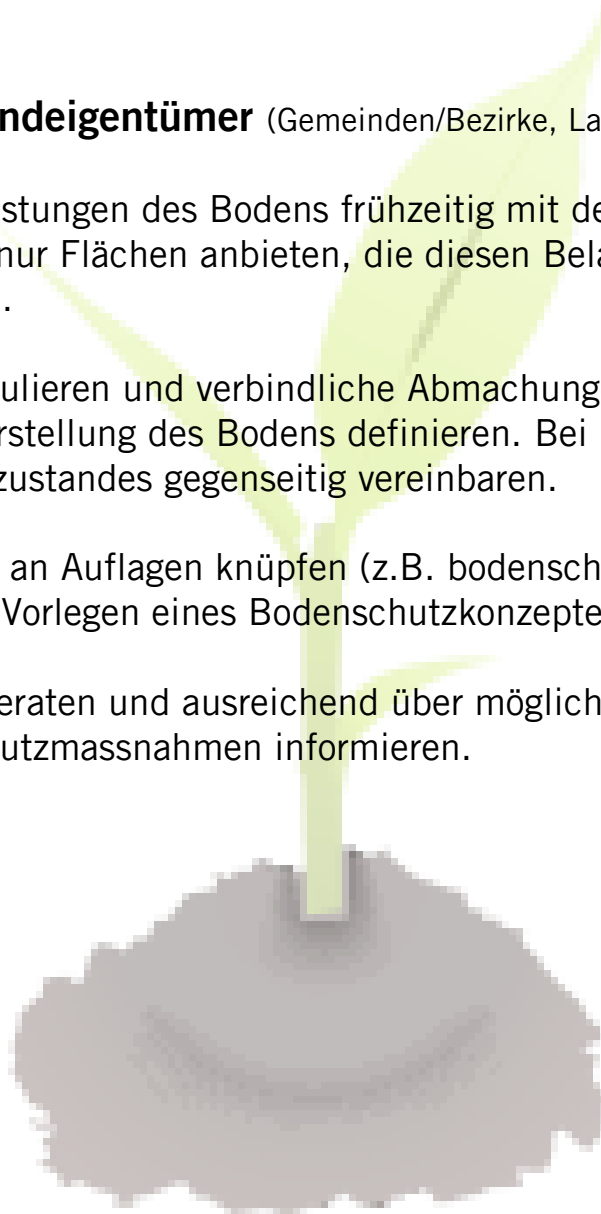 ndeigentümer (Gemeinden/Bezirke, La
stungen des Bodens frühzeitig mit de
nur Flächen anbieten, die diesen Bela
.
ulieren und verbindliche Abmachung
rstellung des Bodens definieren. Bei
zustandes gegenseitig vereinbaren.
an Auflagen knüpfen (z.B. bodensch
Vorlegen eines Bodenschutzkonzepte
eraten und ausreichend über möglich
utzmassnahmen informieren.